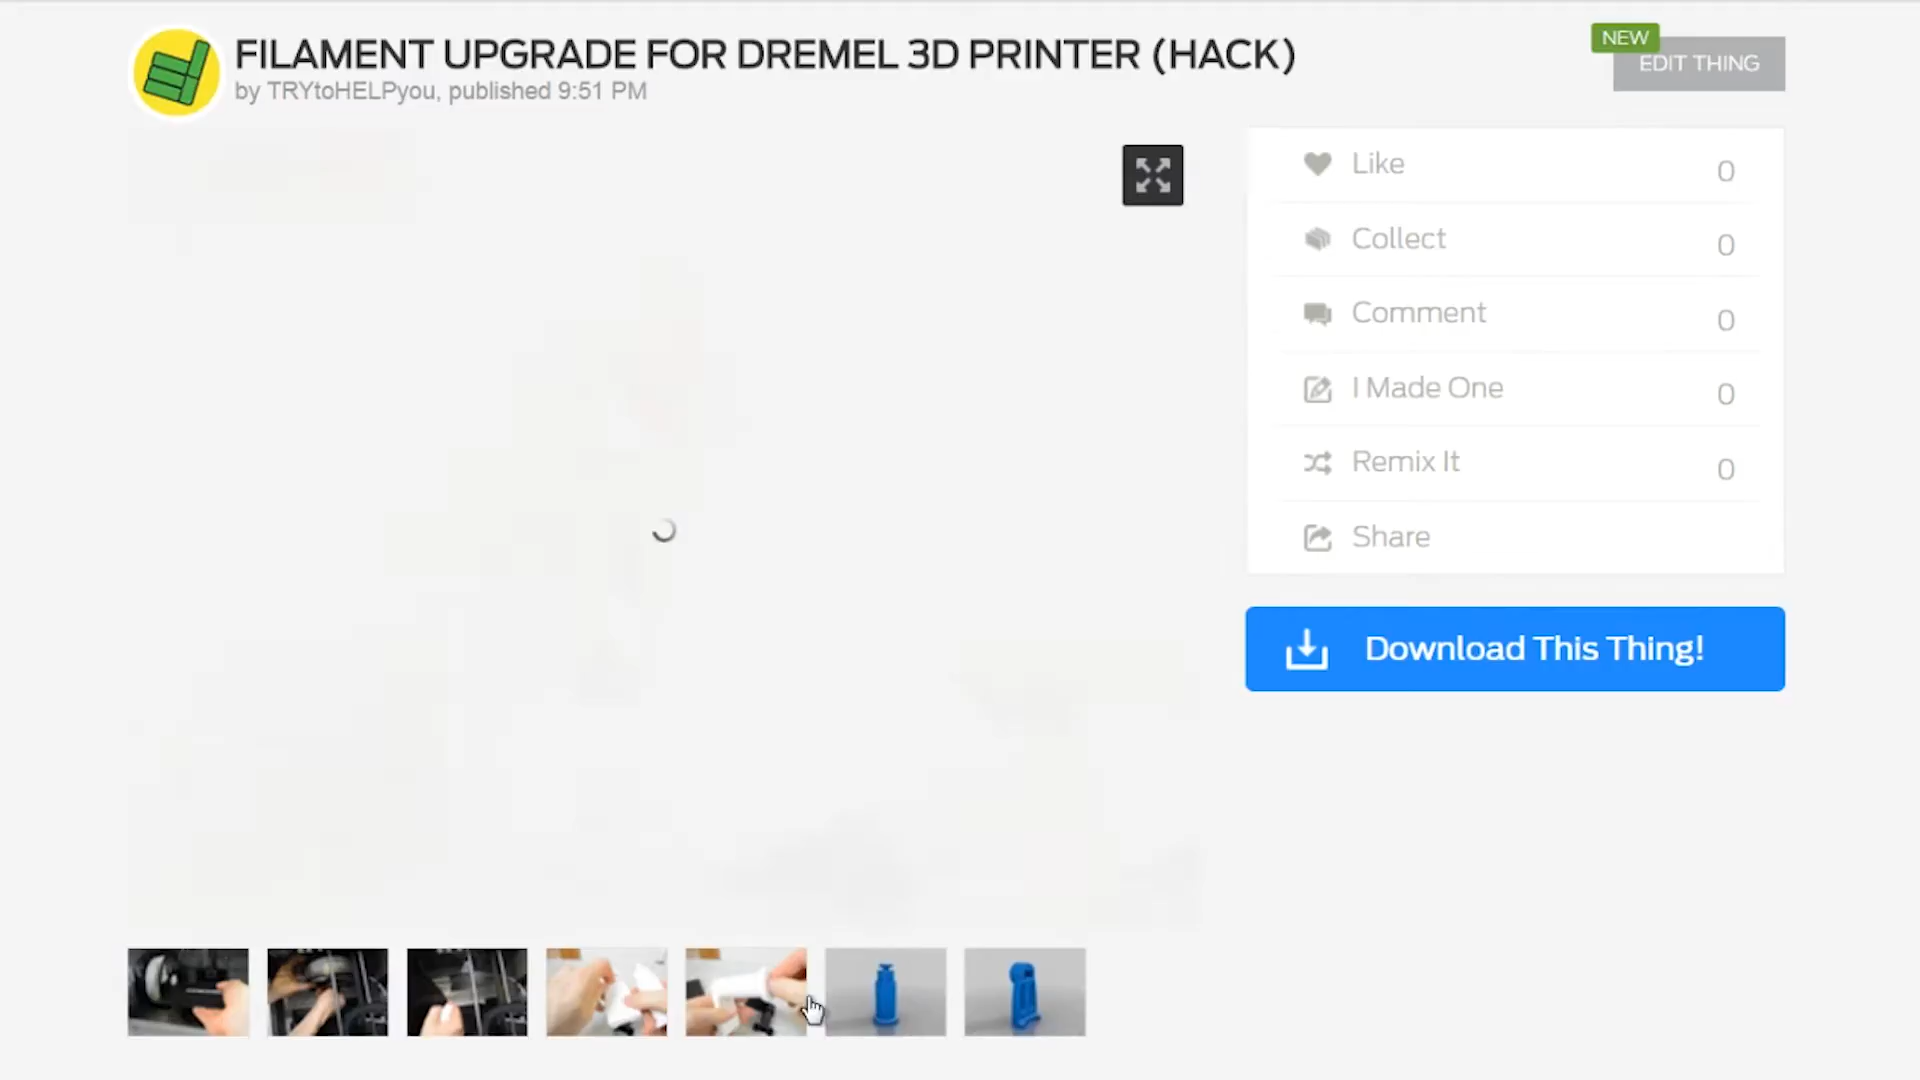 FILAMENT UPGRADE FOR DREMEL 3D PRINTER (HACK)
by TRYtoHELPyou, published 9:51 PM
NEW
EDIT THING
Like 0
Collect 0
Comment 0
I Made One 0
Remix It 0
Share
Download This Thing!